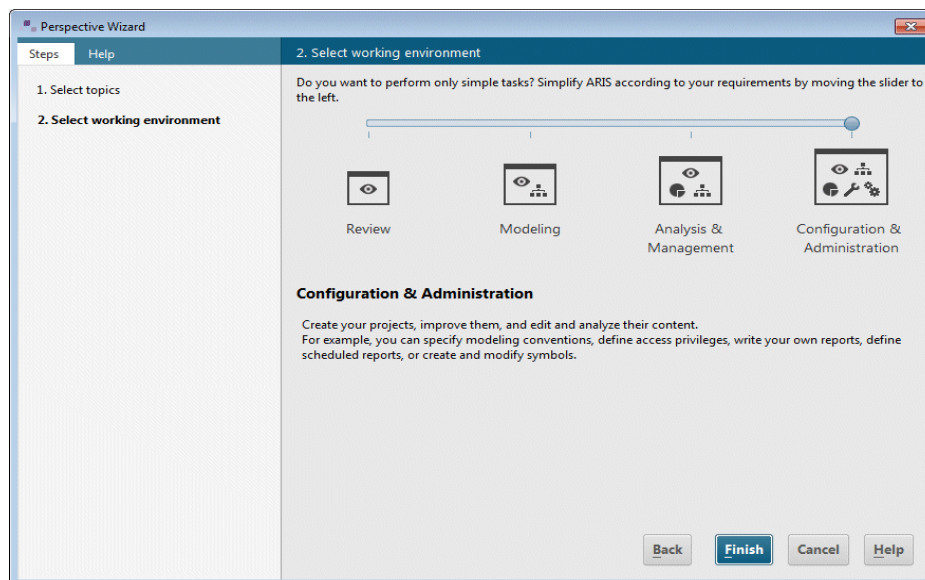 Perspective Wizard
Steps
Help
2. Select working environment
1. Select topics
2. Select working environment
Do you want to perform only simple tasks? Simplify ARIS according to your requirements by moving the slider to
the left.
Review
Modeling
Analysis &
Management
Configuration &
Administration
Configuration & Administration
Create your projects, improve them, and edit and analyze their content.
For example, you can specify modeling conventions, define access privileges, write your own reports, define
scheduled reports, or create and modify symbols.
Back
Finish
Cancel
Help